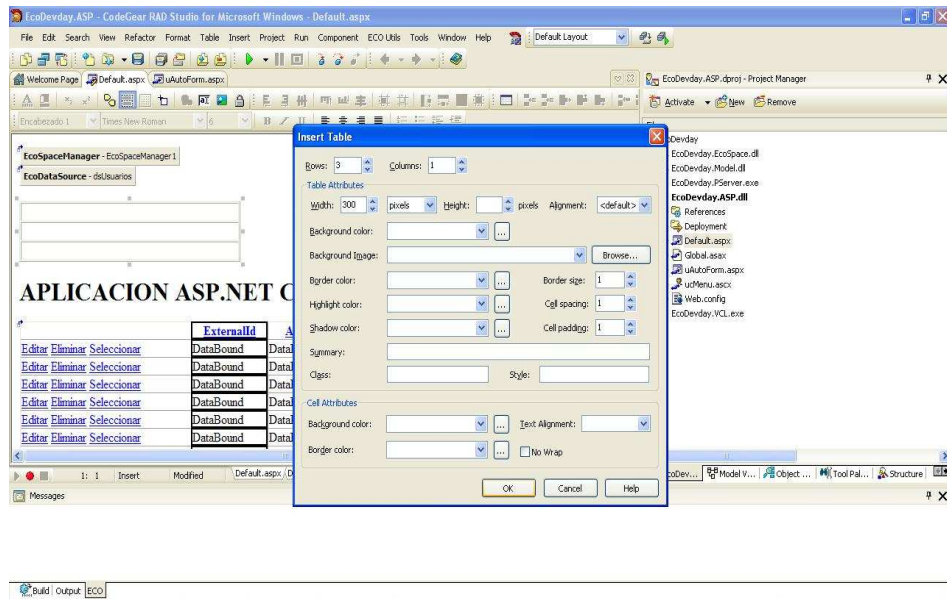 EcoDevday.ASP - CodeGear RAD Studio for Microsoft Windows - Default.aspx
File Edit Search View Refactor Format Table Insert Project Run Component ECO Utils Tools Window Help
Default Layout
Welcome Page Default.aspx uAutoForm.aspx
EcoDevday.ASP.dproj - Project Manager
Activate New Remove
Encabezado 1 Times New Roman 6
EcoSpaceManager - EcoSpaceManager1
EcoDataSource - dsUsuarios
APLICACION ASP.NET C
ExternalId A
Editar Eliminar Seleccionar DataBound Datal
Editar Eliminar Seleccionar DataBound Datal
Editar Eliminar Seleccionar DataBound Datal
Editar Eliminar Seleccionar DataBound Datal
Editar Eliminar Seleccionar DataBound Datal
Editar Eliminar Seleccionar DataBound Datal
1: 1 Insert Modified Default.aspx D
Insert Table
Rows: 3 Columns: 1
Table Attributes
Width: 300 pixels Height: pixels Alignment: <default>
Background color: ...
Background Image: Browse...
Border color: ... Border size: 1
Highlight color: ... Cell spacing: 1
Shadow color: ... Cell padding: 1
Summary:
Class: Style:
Cell Attributes
Background color: ... Text Alignment:
Border color: ... No Wrap
OK Cancel Help
oDevday
EcoDevday.EcoSpace.dll
EcoDevday.Model.dll
EcoDevday.PServer.exe
EcoDevday.ASP.dll
References
Deployment
Default.aspx
Global.asax
uAutoForm.aspx
ucMenu.ascx
Web.config
EcoDevday.VCL.exe
coDev... Model V... Object ... Tool Pal... Structure
Messages
Build Output ECO